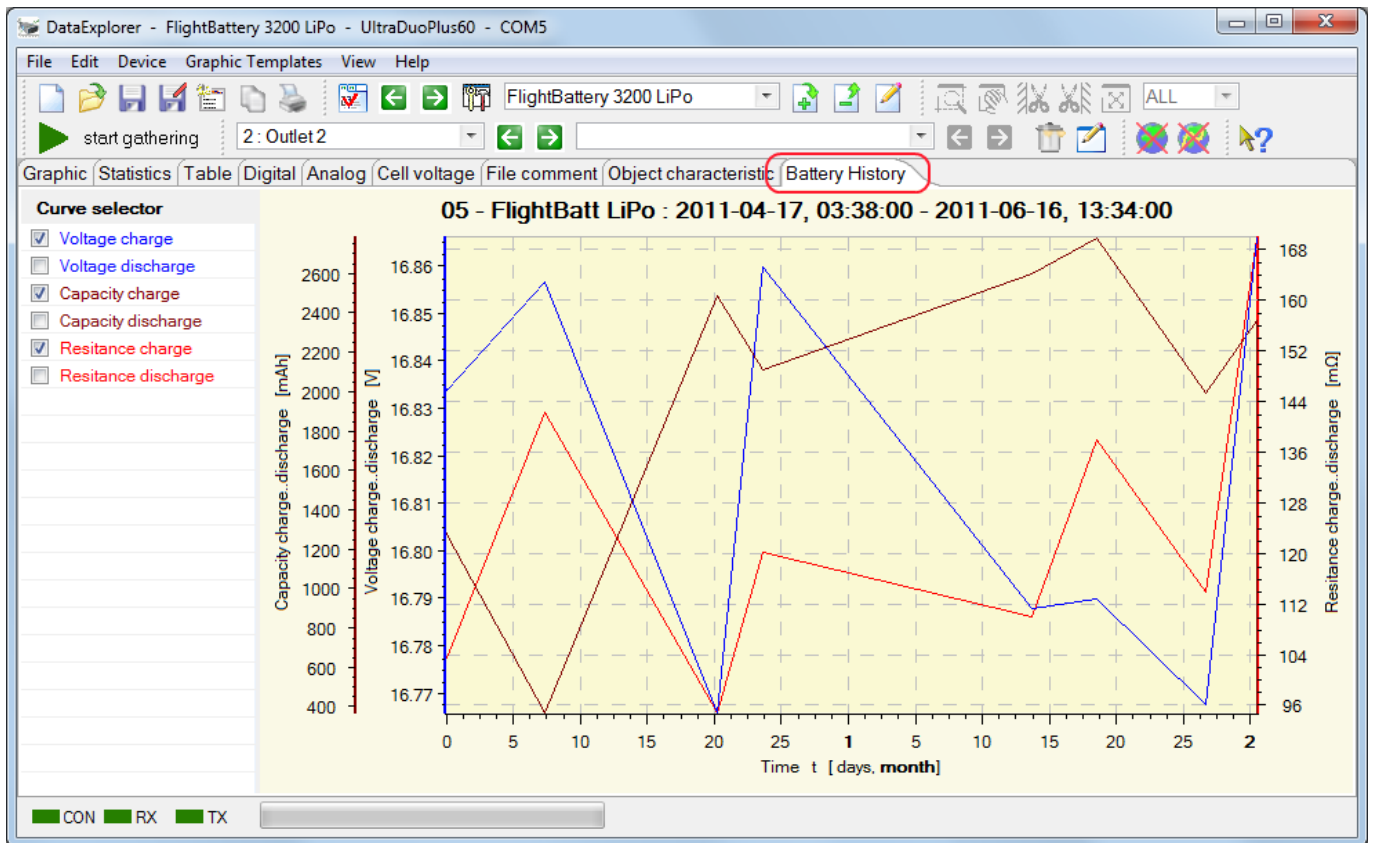 DataExplorer - FlightBattery 3200 LiPo - UltraDuoPlus60 - COM5
File Edit Device Graphic Templates View Help
FlightBattery 3200 LiPo ALL
start gathering 2 : Outlet 2
Graphic Statistics Table Digital Analog Cell voltage File comment Object characteristic Battery History
Curve selector
Voltage charge
Voltage discharge
Capacity charge
Capacity discharge
Resitance charge
Resitance discharge
05 - FlightBatt LiPo : 2011-04-17, 03:38:00 - 2011-06-16, 13:34:00
Capacity charge..discharge [mAh]
2600
2400
2200
2000
1800
1600
1400
1200
1000
800
600
400
Voltage charge..discharge [V]
16.86
16.85
16.84
16.83
16.82
16.81
16.80
16.79
16.78
16.77
168
160
152
144
136
128
120
112
104
96
Resitance charge..discharge [mΩ]
0 5 10 15 20 25 1 5 10 15 20 25 2
Time t [ days, month]
CON RX TX